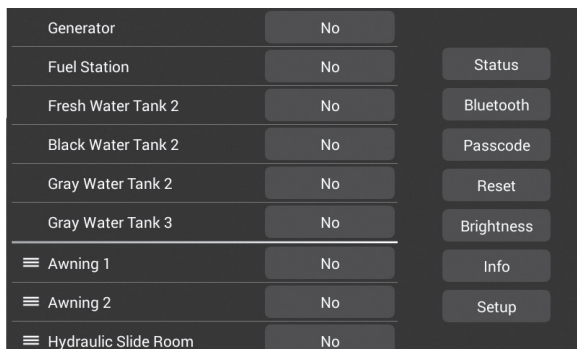 Generator No
Fuel Station No
Fresh Water Tank 2 No
Black Water Tank 2 No
Gray Water Tank 2 No
Gray Water Tank 3 No
Awning 1 No
Awning 2 No
Hydraulic Slide Room No
Status
Bluetooth
Passcode
Reset
Brightness
Info
Setup